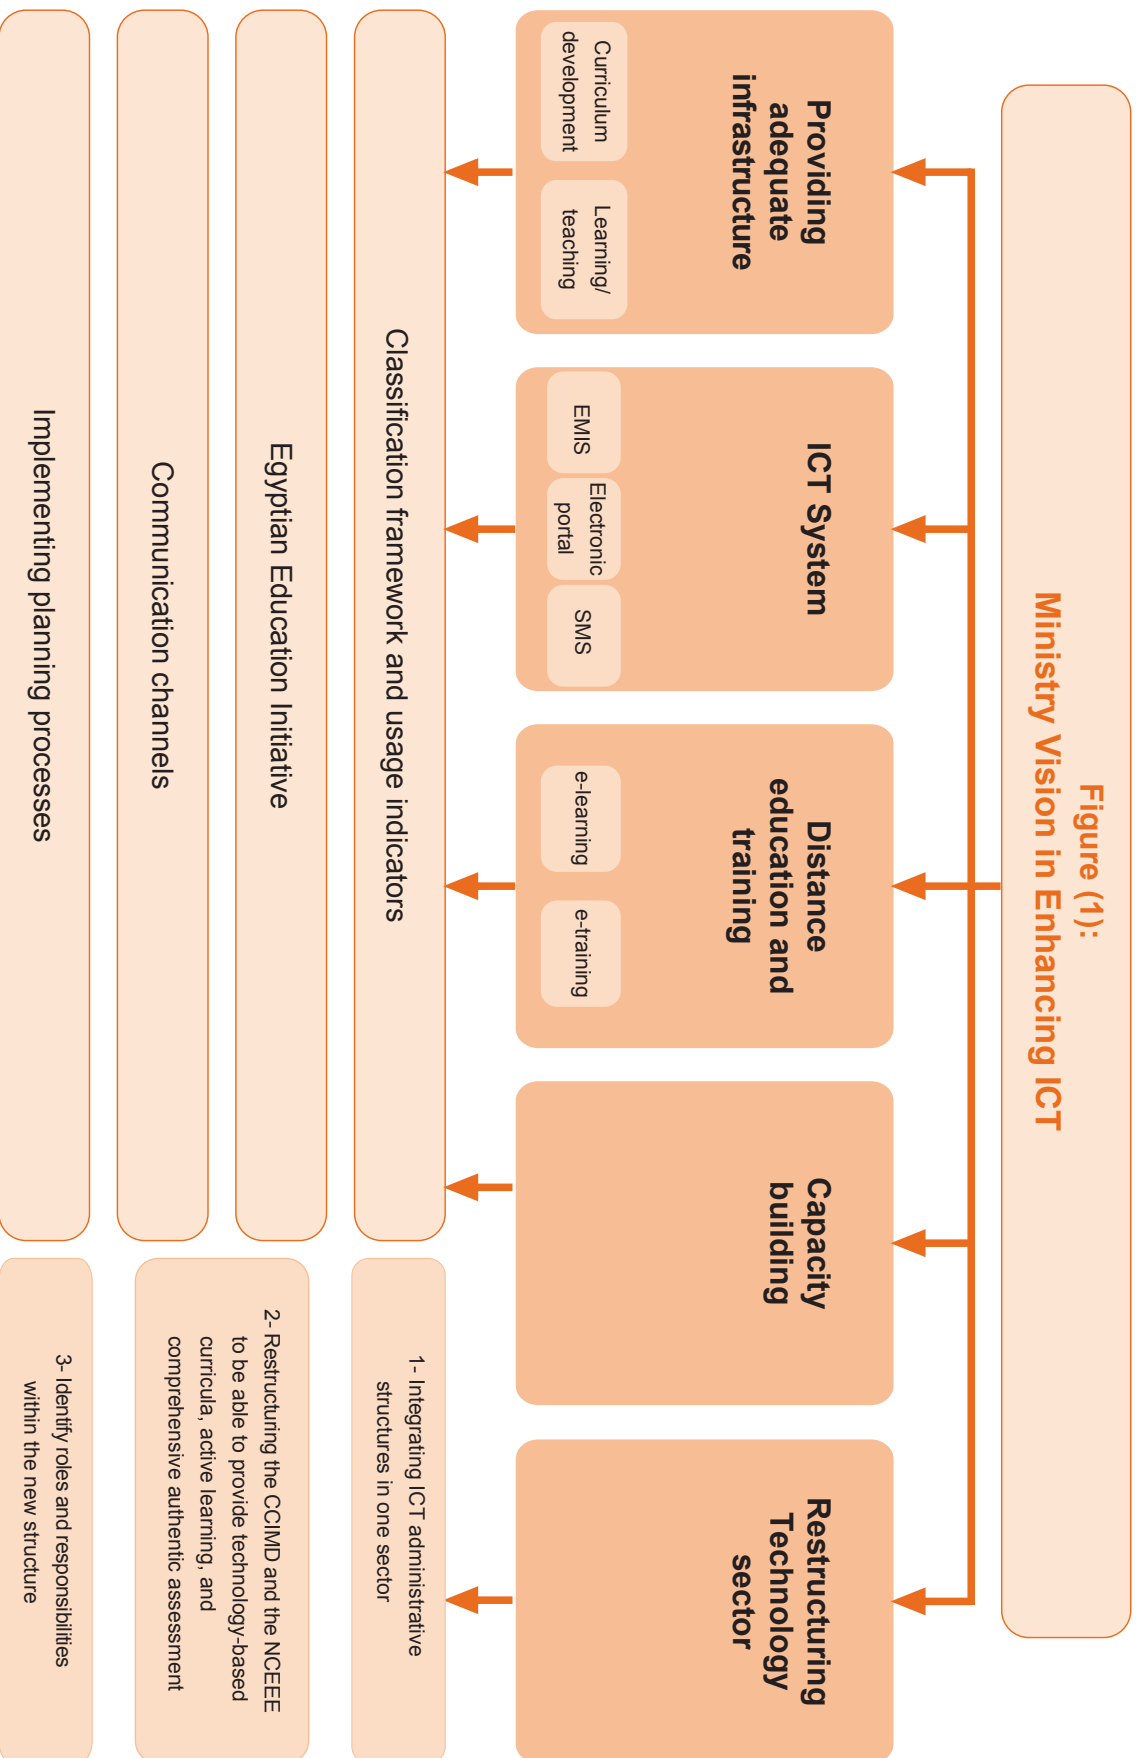 Figure (1):
Ministry Vision in Enhancing ICT
Providing
adequate
infrastructure
Curriculum
development
Learning/
teaching
ICT System
EMIS
Electronic
portal
SMS
Distance
education and
training
e-learning
e-training
Capacity
building
Restructuring
Technology
sector
Classification framework and usage indicators
Egyptian Education Initiative
Communication channels
Implementing planning processes
1- Integrating ICT administrative
structures in one sector
2- Restructuring the CCIMD and the NCEEE
to be able to provide technology-based
curricula, active learning, and
comprehensive authentic assessment
3- Identify roles and responsibilities
within the new structure